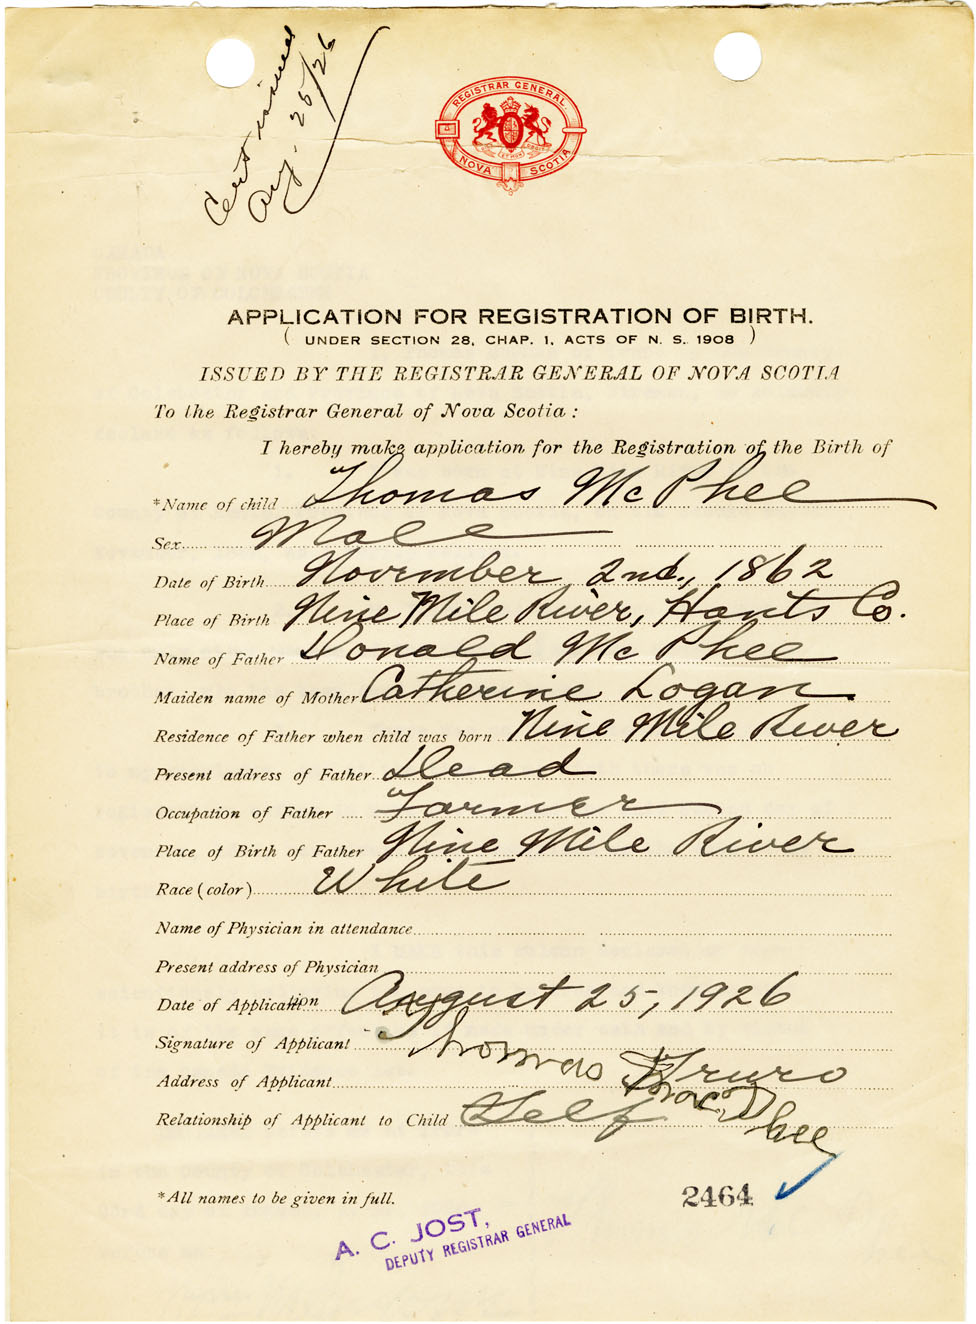 Cert issued
Aug. 25/26
REGISTRAR GENERAL
NOVA SCOTIA
APPLICATION FOR REGISTRATION OF BIRTH.
( UNDER SECTION 28, CHAP. 1, ACTS OF N. S. 1908 )
ISSUED BY THE REGISTRAR GENERAL OF NOVA SCOTIA
To the Registrar General of Nova Scotia :
I hereby make application for the Registration of the Birth of
*Name of child Thomas Mc Phee
Sex Male
Date of Birth November 2nd., 1862
Place of Birth Nine Mile River, Hants Co.
Name of Father Donald Mc Phee
Maiden name of Mother Catherine Logan.
Residence of Father when child was born Nine Mile River
Present address of Father Dead
Occupation of Father Farmer
Place of Birth of Father Nine Mile River
Race (color) White
Name of Physician in attendance
Present address of Physician
Date of Application August 25, 1926
Signature of Applicant Thomas Phee
Address of Applicant Truro
Relationship of Applicant to Child Self
*All names to be given in full.
2464
A. C. JOST,
DEPUTY REGISTRAR GENERAL